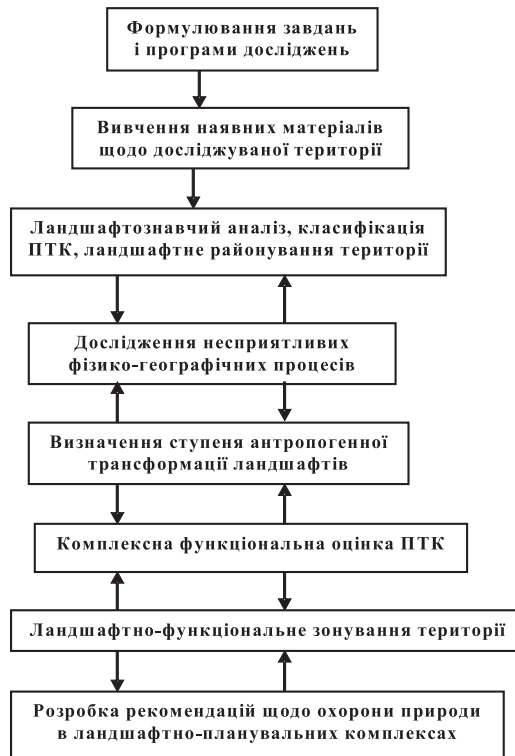 Формулювання завдань
і програми досліджень
Вивчення наявних матеріалів
щодо досліджуваної території
Ландшафтознавчий аналіз, класифікація
ПТК, ландшафтне районування території
Дослідження несприятливих
фізико-географічних процесів
Визначення ступеня антропогенної
трансформації ландшафтів
Комплексна функціональна оцінка ПТК
Ландшафтно-функціональне зонування території
Розробка рекомендацій щодо охорони природи
в ландшафтно-планувальних комплексах